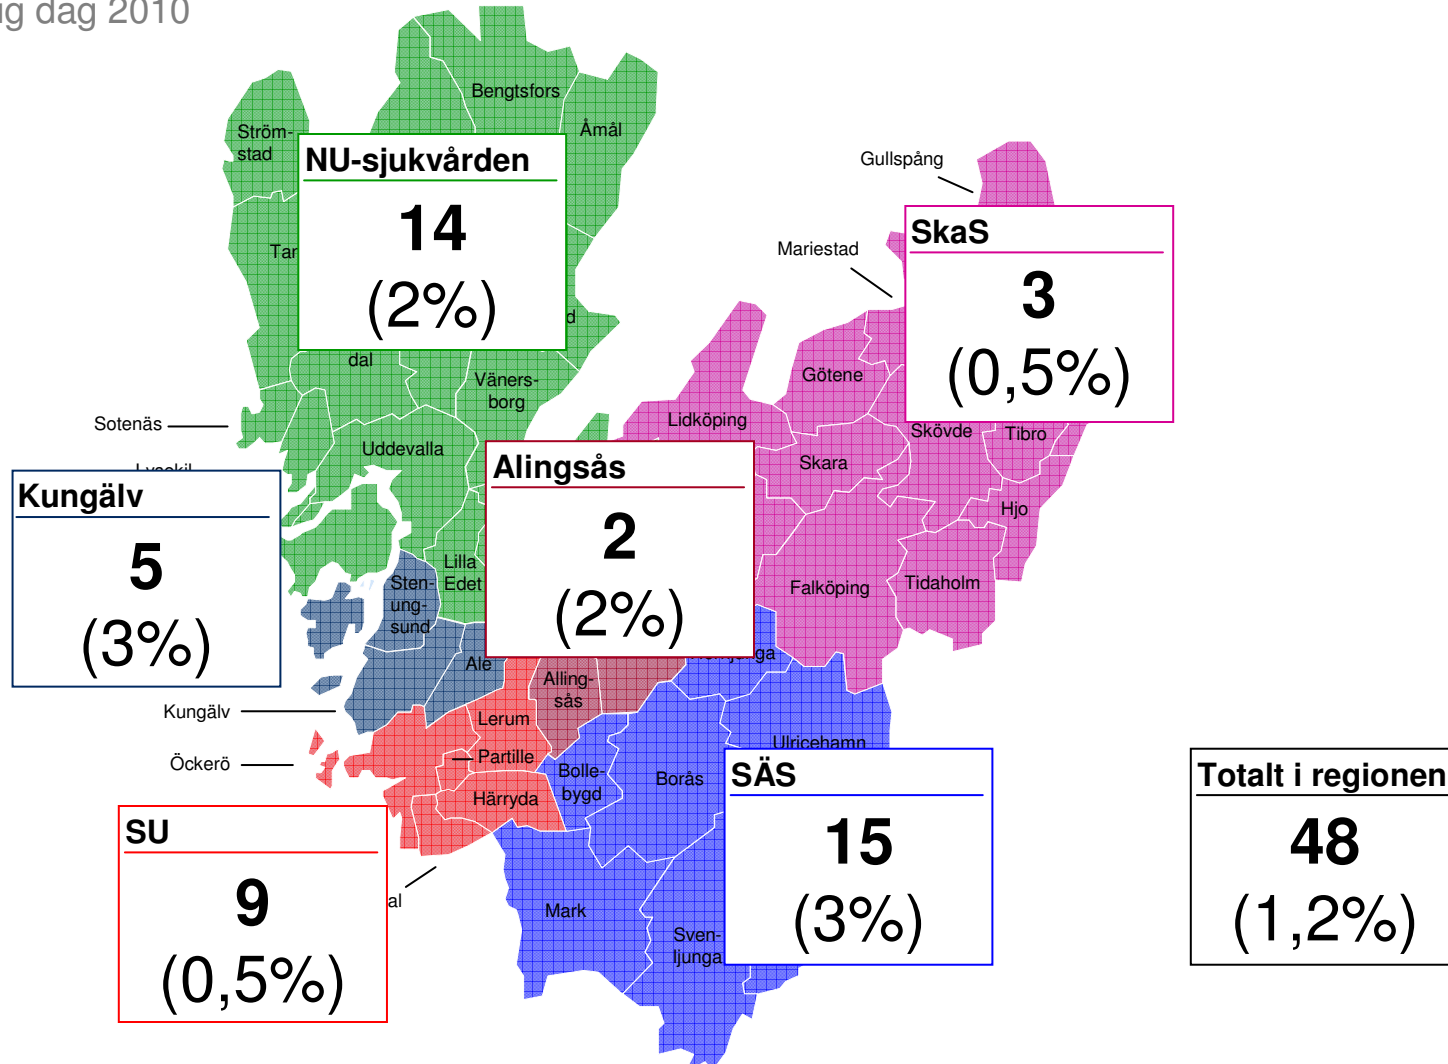 ig dag 2010
Bengtsfors
Åmål
Ström-
stad
NU-sjukvården
14
(2%)
Tar
d
dal
Väners-
borg
Gullspång
Mariestad
SkaS
3
(0,5%)
Götene
Lidköping
Skövde
Tibro
Skara
Hjo
Falköping
Tidaholm
Sotenäs
Uddevalla
Kungälv
5
(3%)
Alingsås
2
(2%)
Lilla
Edet
Sten-
ung-
sund
Ale
Alling-
sås
Kungälv
Lerum
Öckerö
Partille
Härryda
Bolle-
bygd
Borås
Ulricehamn
SÄS
15
(3%)
Totalt i regionen
48
(1,2%)
SU
9
(0,5%)
al
Mark
Sven-
ljunga